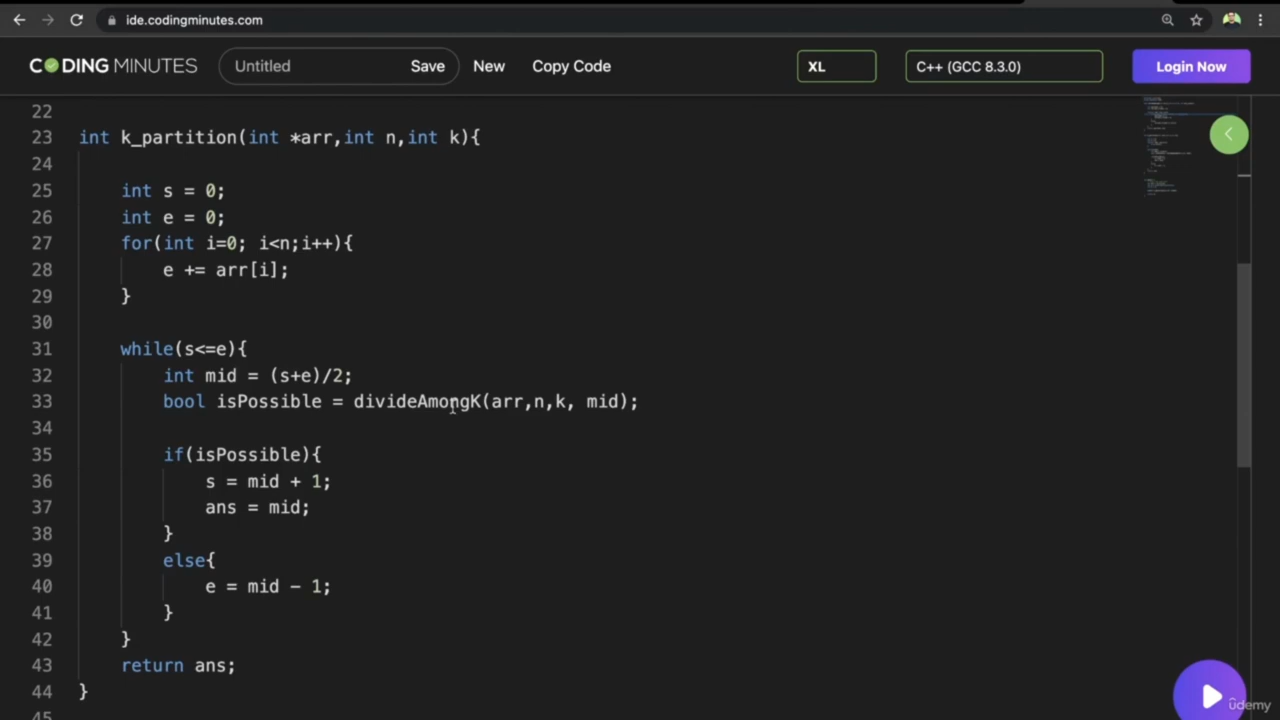 ide.codingminutes.com
CODING MINUTES Untitled Save New Copy Code XL C++ (GCC 8.3.0) Login Now
22
23 int k_partition(int *arr,int n,int k){
24
25 int s = 0;
26 int e = 0;
27 for(int i=0; i<n;i++){
28 e += arr[i];
29 }
30
31 while(s<=e){
32 int mid = (s+e)/2;
33 bool isPossible = divideAmongK(arr,n,k, mid);
34
35 if(isPossible){
36 s = mid + 1;
37 ans = mid;
38 }
39 else{
40 e = mid - 1;
41 }
42 }
43 return ans;
44 }
45
ûdemy